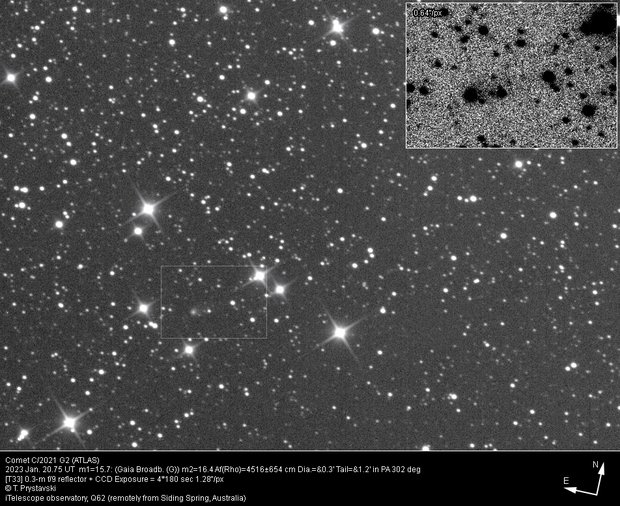 0.64"/px
Comet C/2021 G2 (ATLAS)
2023 Jan. 20.75 UT m1=15.7: (Gaia Broadb. (G)) m2=16.4 Af(Rho)=4516±654 cm Dia.=&0.3' Tail=&1.2' in PA 302 deg
[T33] 0.3-m f/9 reflector + CCD Exposure = 4*180 sec 1.28"/px
© T. Prystavski
iTelescope observatory, Q62 (remotely from Siding Spring, Australia)
N
E